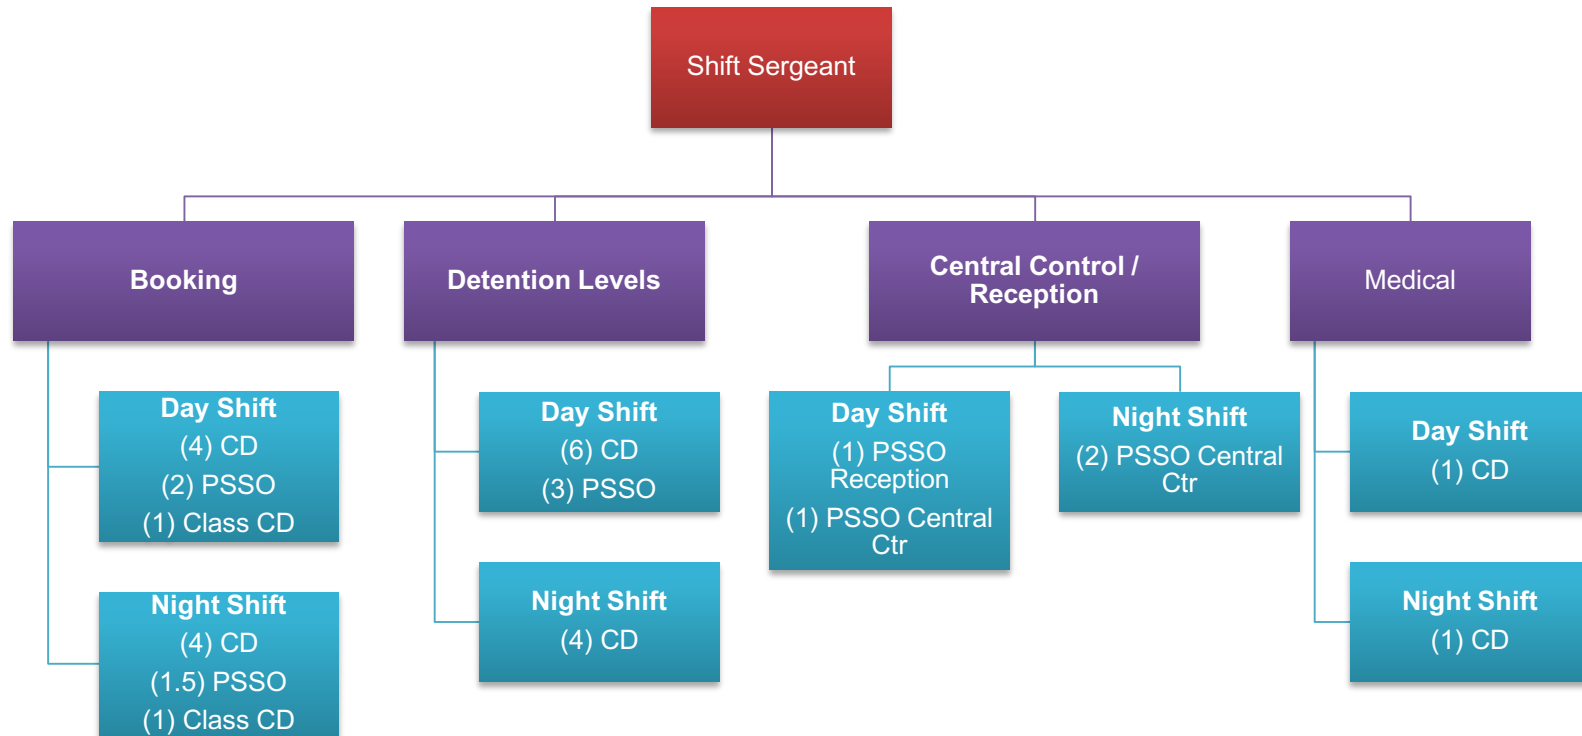 Shift Sergeant
Booking
Detention Levels
Central Control /
Reception
Medical
Day Shift
(4) CD
(2) PSSO
(1) Class CD
Night Shift
(4) CD
(1.5) PSSO
(1) Class CD
Day Shift
(6) CD
(3) PSSO
Night Shift
(4) CD
Day Shift
(1) PSSO
Reception
(1) PSSO Central
Ctr
Night Shift
(2) PSSO Central
Ctr
Day Shift
(1) CD
Night Shift
(1) CD